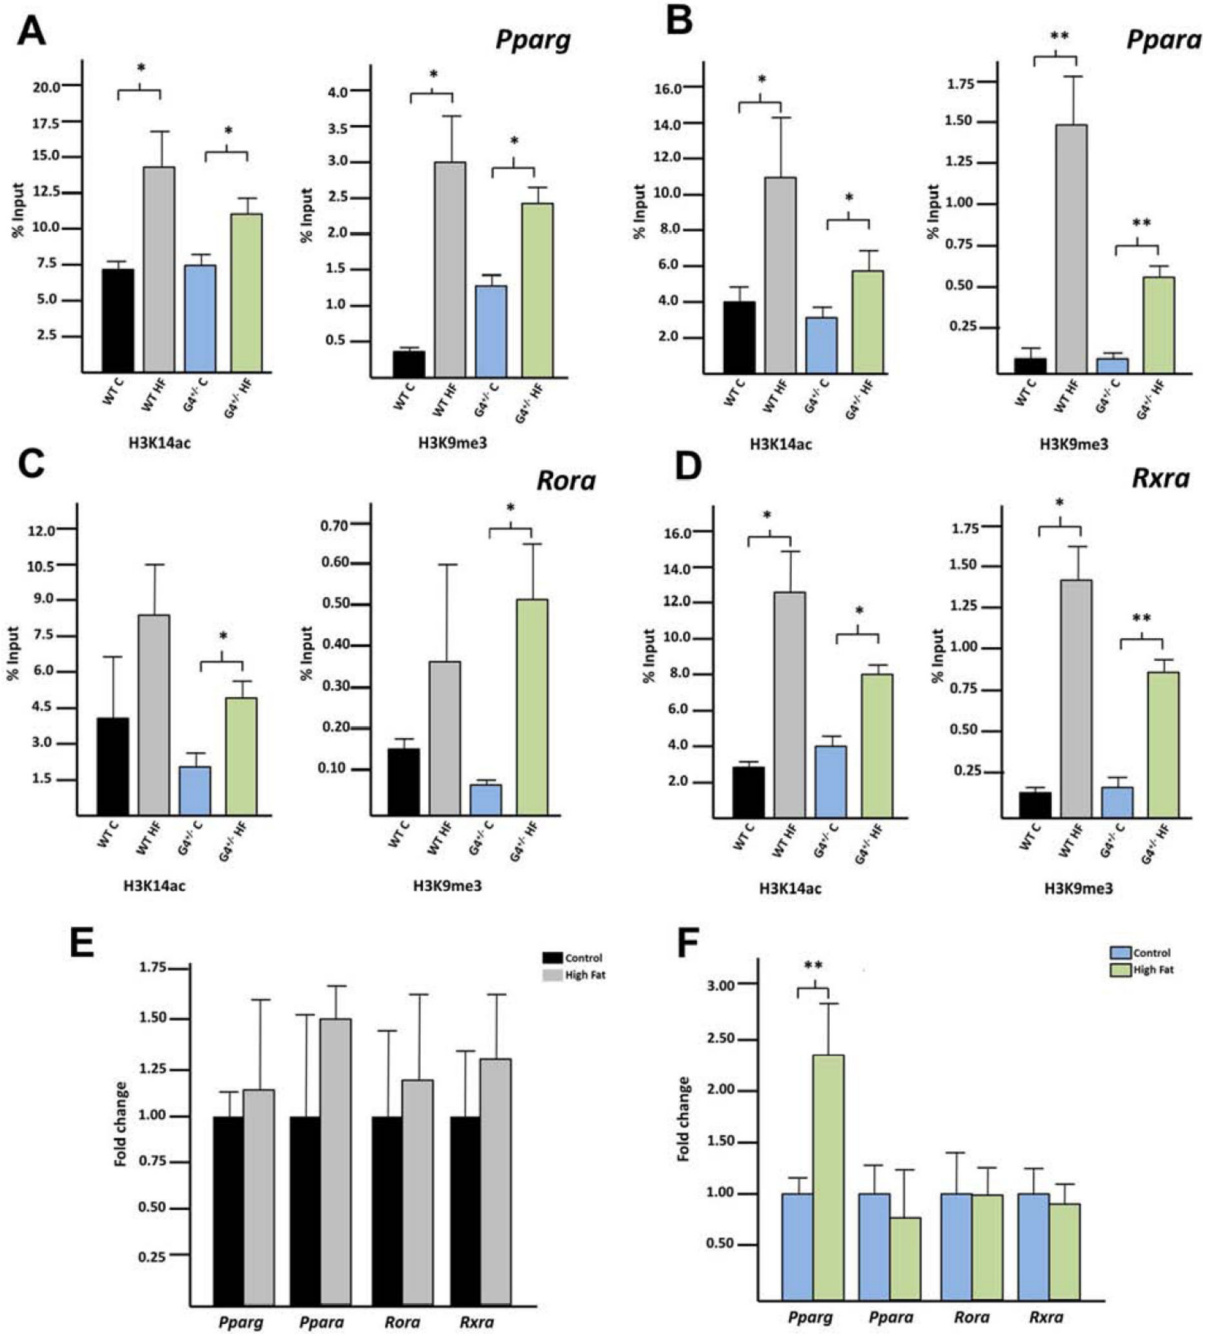 A
Pparg
% Input
20.0
17.5
15.0
12.5
10.0
7.5
5.0
2.5
*
*
WT C
WT HF
G4+/- C
G4+/- HF
H3K14ac
% Input
4.0
3.5
3.0
2.5
2.0
1.5
1.0
0.5
*
*
WT C
WT HF
G4+/- C
G4+/- HF
H3K9me3
B
Ppara
% Input
16.0
14.0
12.0
10.0
8.0
6.0
4.0
2.0
*
*
WT C
WT HF
G4+/- C
G4+/- HF
H3K14ac
% Input
1.75
1.50
1.25
1.00
0.75
0.50
0.25
**
**
WT C
WT HF
G4+/- C
G4+/- HF
H3K9me3
C
Rora
% Input
12.0
10.5
9.0
7.5
6.0
4.5
3.0
1.5
*
WT C
WT HF
G4+/- C
G4+/- HF
H3K14ac
% Input
0.70
0.60
0.50
0.40
0.30
0.20
0.10
*
WT C
WT HF
G4+/- C
G4+/- HF
H3K9me3
D
Rxra
% Input
16.0
14.0
12.0
10.0
8.0
6.0
4.0
2.0
*
*
WT C
WT HF
G4+/- C
G4+/- HF
H3K14ac
% Input
1.75
1.50
1.25
1.00
0.75
0.50
0.25
*
**
WT C
WT HF
G4+/- C
G4+/- HF
H3K9me3
E
Control
High Fat
Fold change
1.75
1.50
1.25
1.00
0.75
0.50
0.25
Pparg
Ppara
Rora
Rxra
F
Control
High Fat
Fold change
3.00
2.50
2.00
1.50
1.00
0.50
**
Pparg
Ppara
Rora
Rxra